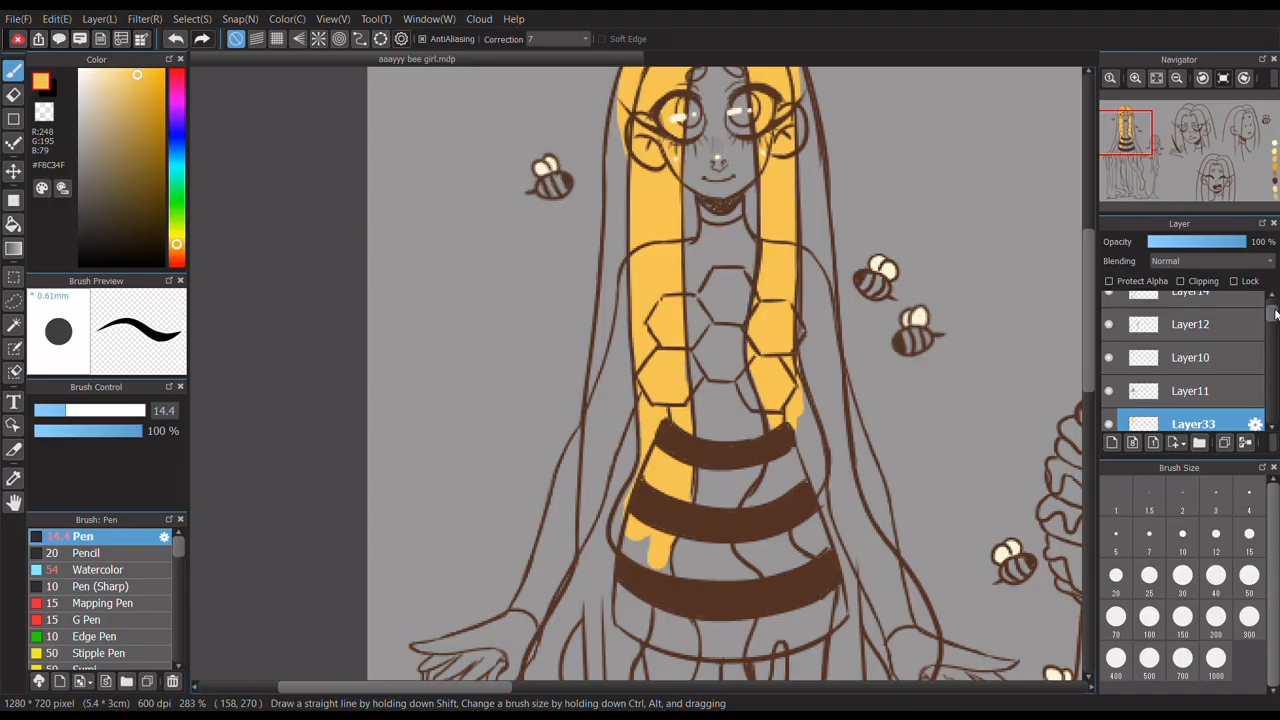 File(F) Edit(E) Layer(L) Filter(R) Select(S) Snap(N) Color(C) View(V) Tool(T) Window(W) Cloud Help
AntiAliasing Correction 7 Soft Edge
Color
aaayyy bee girl.mdp
Navigator
R:248
G:195
B:79
#F8C34F
Brush Preview
* 0.61mm
Brush Control
14.4
100 %
Brush: Pen
14.4 Pen
20 Pencil
54 Watercolor
10 Pen (Sharp)
15 Mapping Pen
15 G Pen
10 Edge Pen
50 Stipple Pen
50 Sumi
Layer
Opacity 100 %
Blending Normal
Protect Alpha Clipping Lock
Layer14
Layer12
Layer10
Layer11
Layer33
Brush Size
1 1.5 2 3 4
5 7 10 12 15
20 25 30 40 50
70 100 150 200 300
400 500 700 1000
1280 * 720 pixel (5.4 * 3cm) 600 dpi 283 % ( 158, 270 ) Draw a straight line by holding down Shift, Change a brush size by holding down Ctrl, Alt, and dragging